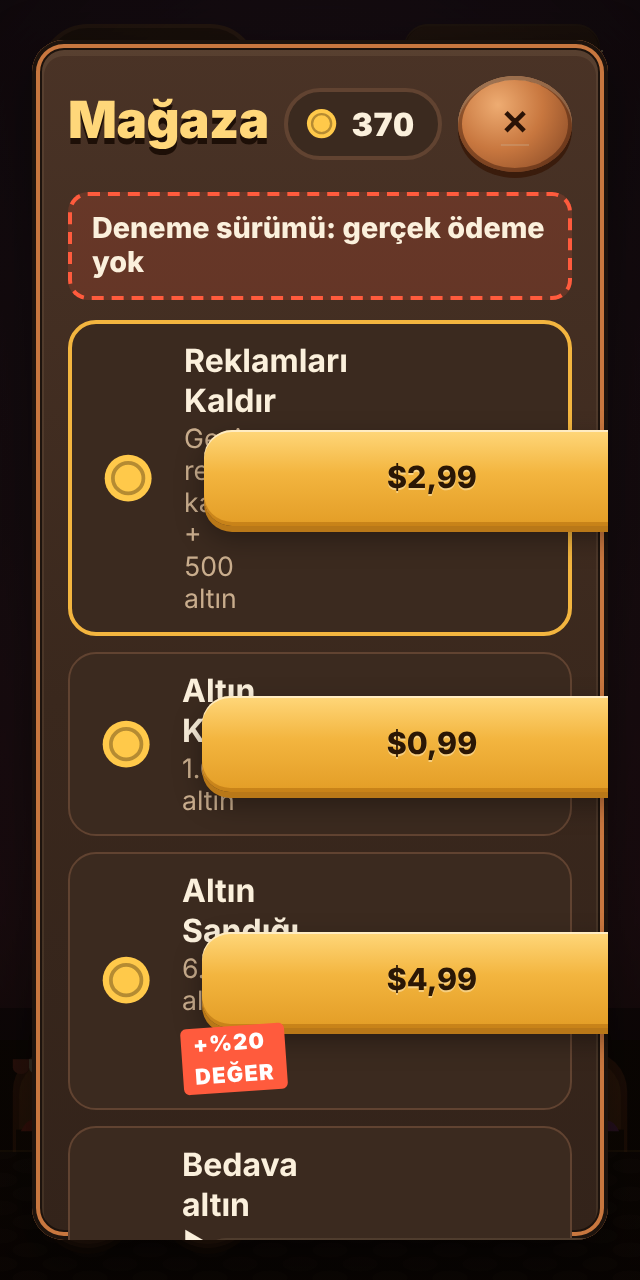 Mağaza
370
✕
Deneme sürümü: gerçek ödeme
yok
Reklamları
Kaldır
$2,99
+
500
altın
Altın
$0,99
altın
Altın
Sandığı
$4,99
+%20
DEĞER
Bedava
altın